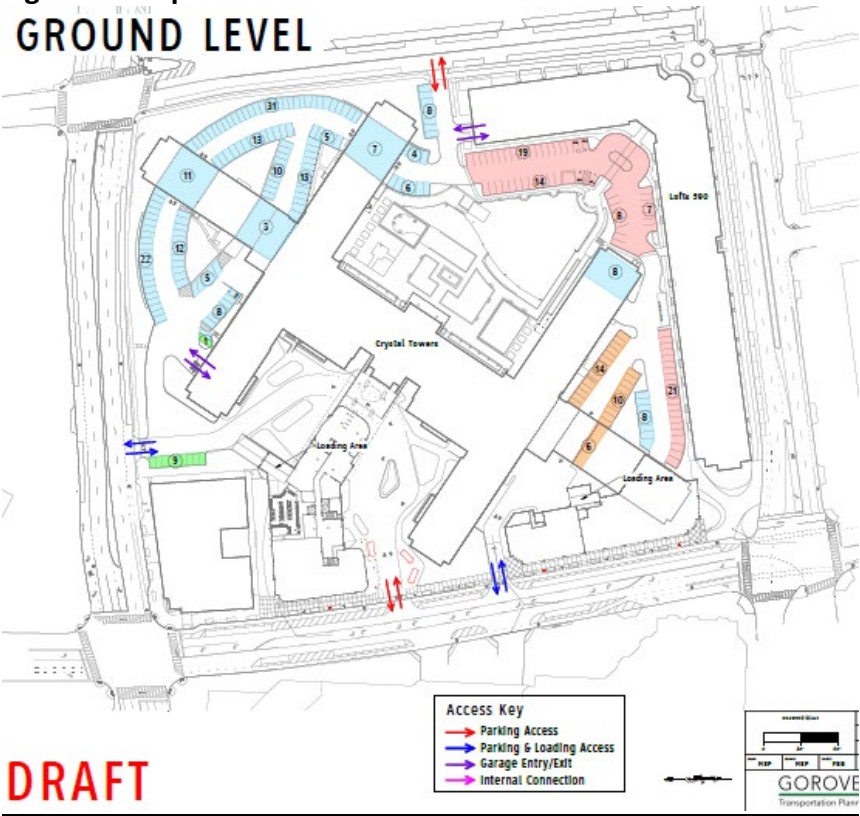 GROUND LEVEL
31
8
13
5
7
4
19
10
13
6
14
11
8
7
Lofts 590
3
12
22
5
8
8
1
Crystal Towers
14
10
21
8
Loading Area
6
9
Loading Area
Access Key
Parking Access
Parking & Loading Access
Garage Entry/Exit
Internal Connection
DRAFT
GOROVE
Transportation Plann